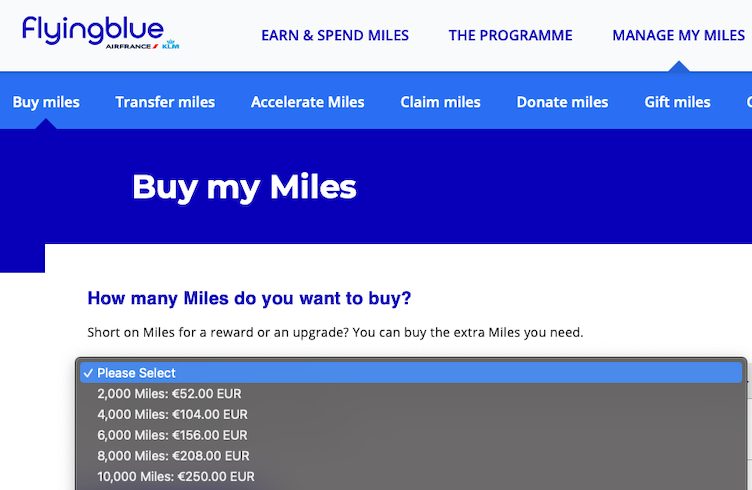 Flyingblue
AIRFRANCE KLM
EARN & SPEND MILES THE PROGRAMME MANAGE MY MILES
Buy miles Transfer miles Accelerate Miles Claim miles Donate miles Gift miles
Buy my Miles
How many Miles do you want to buy?
Short on Miles for a reward or an upgrade? You can buy the extra Miles you need.
✓ Please Select
2,000 Miles: €52.00 EUR
4,000 Miles: €104.00 EUR
6,000 Miles: €156.00 EUR
8,000 Miles: €208.00 EUR
10,000 Miles: €250.00 EUR